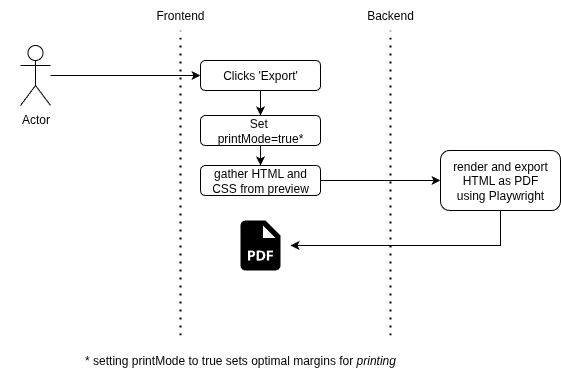 Frontend
Backend
Clicks 'Export'
Actor
Set
printMode=true*
gather HTML and
CSS from preview
render and export
HTML as PDF
using Playwright
PDF
* setting printMode to true sets optimal margins for printing